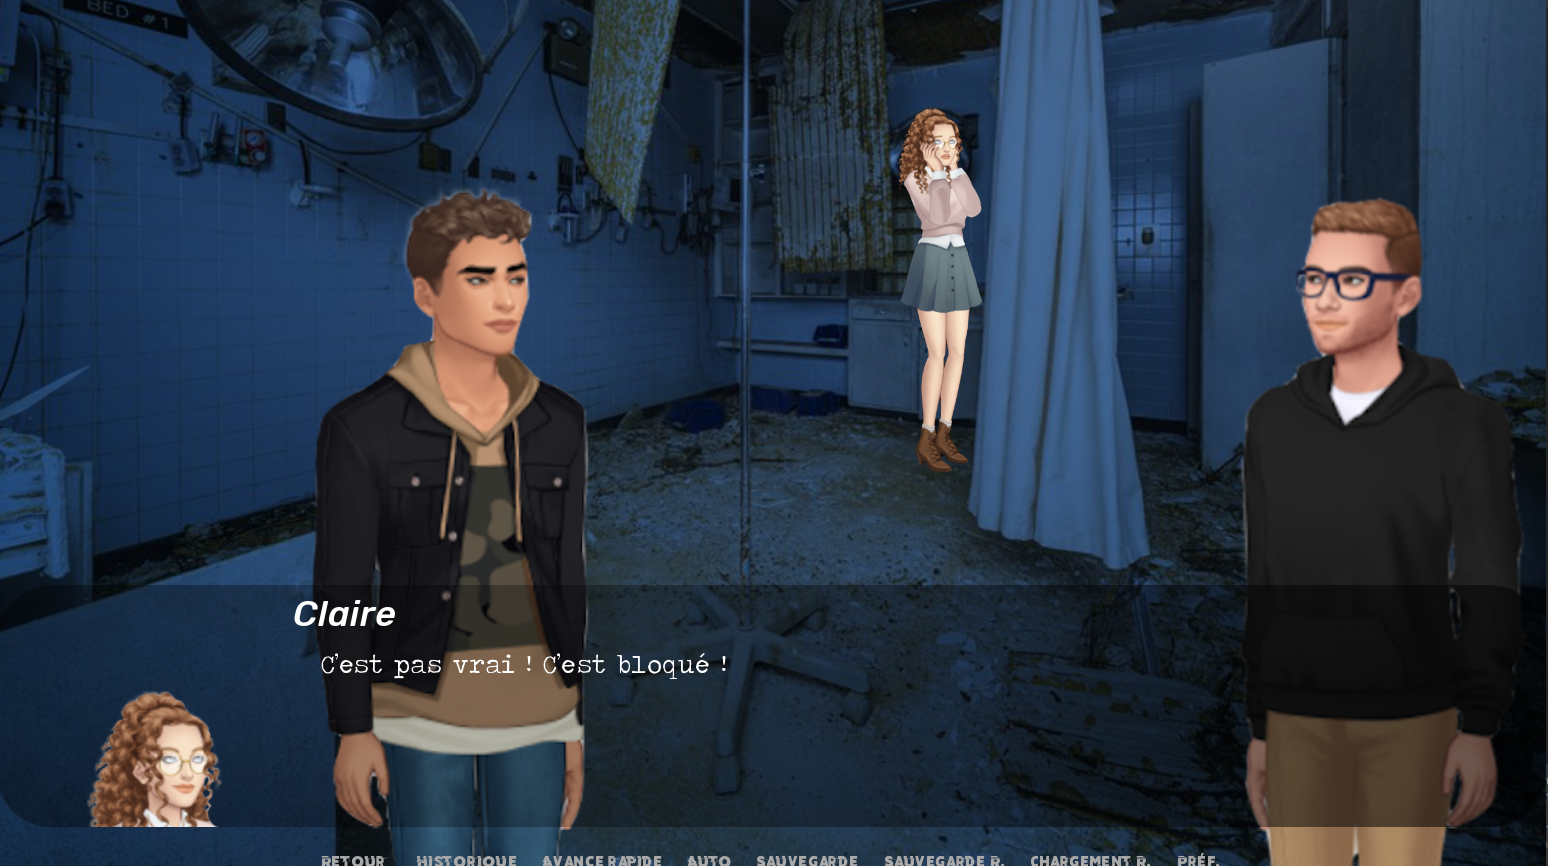 BED #1
Claire
C'est pas vrai ! C'est bloqué !
RETOUR HISTORIQUE AVANCE RAPIDE AUTO SAUVEGARDE SAUVEGARDE R. CHARGEMENT R. PRÉF.